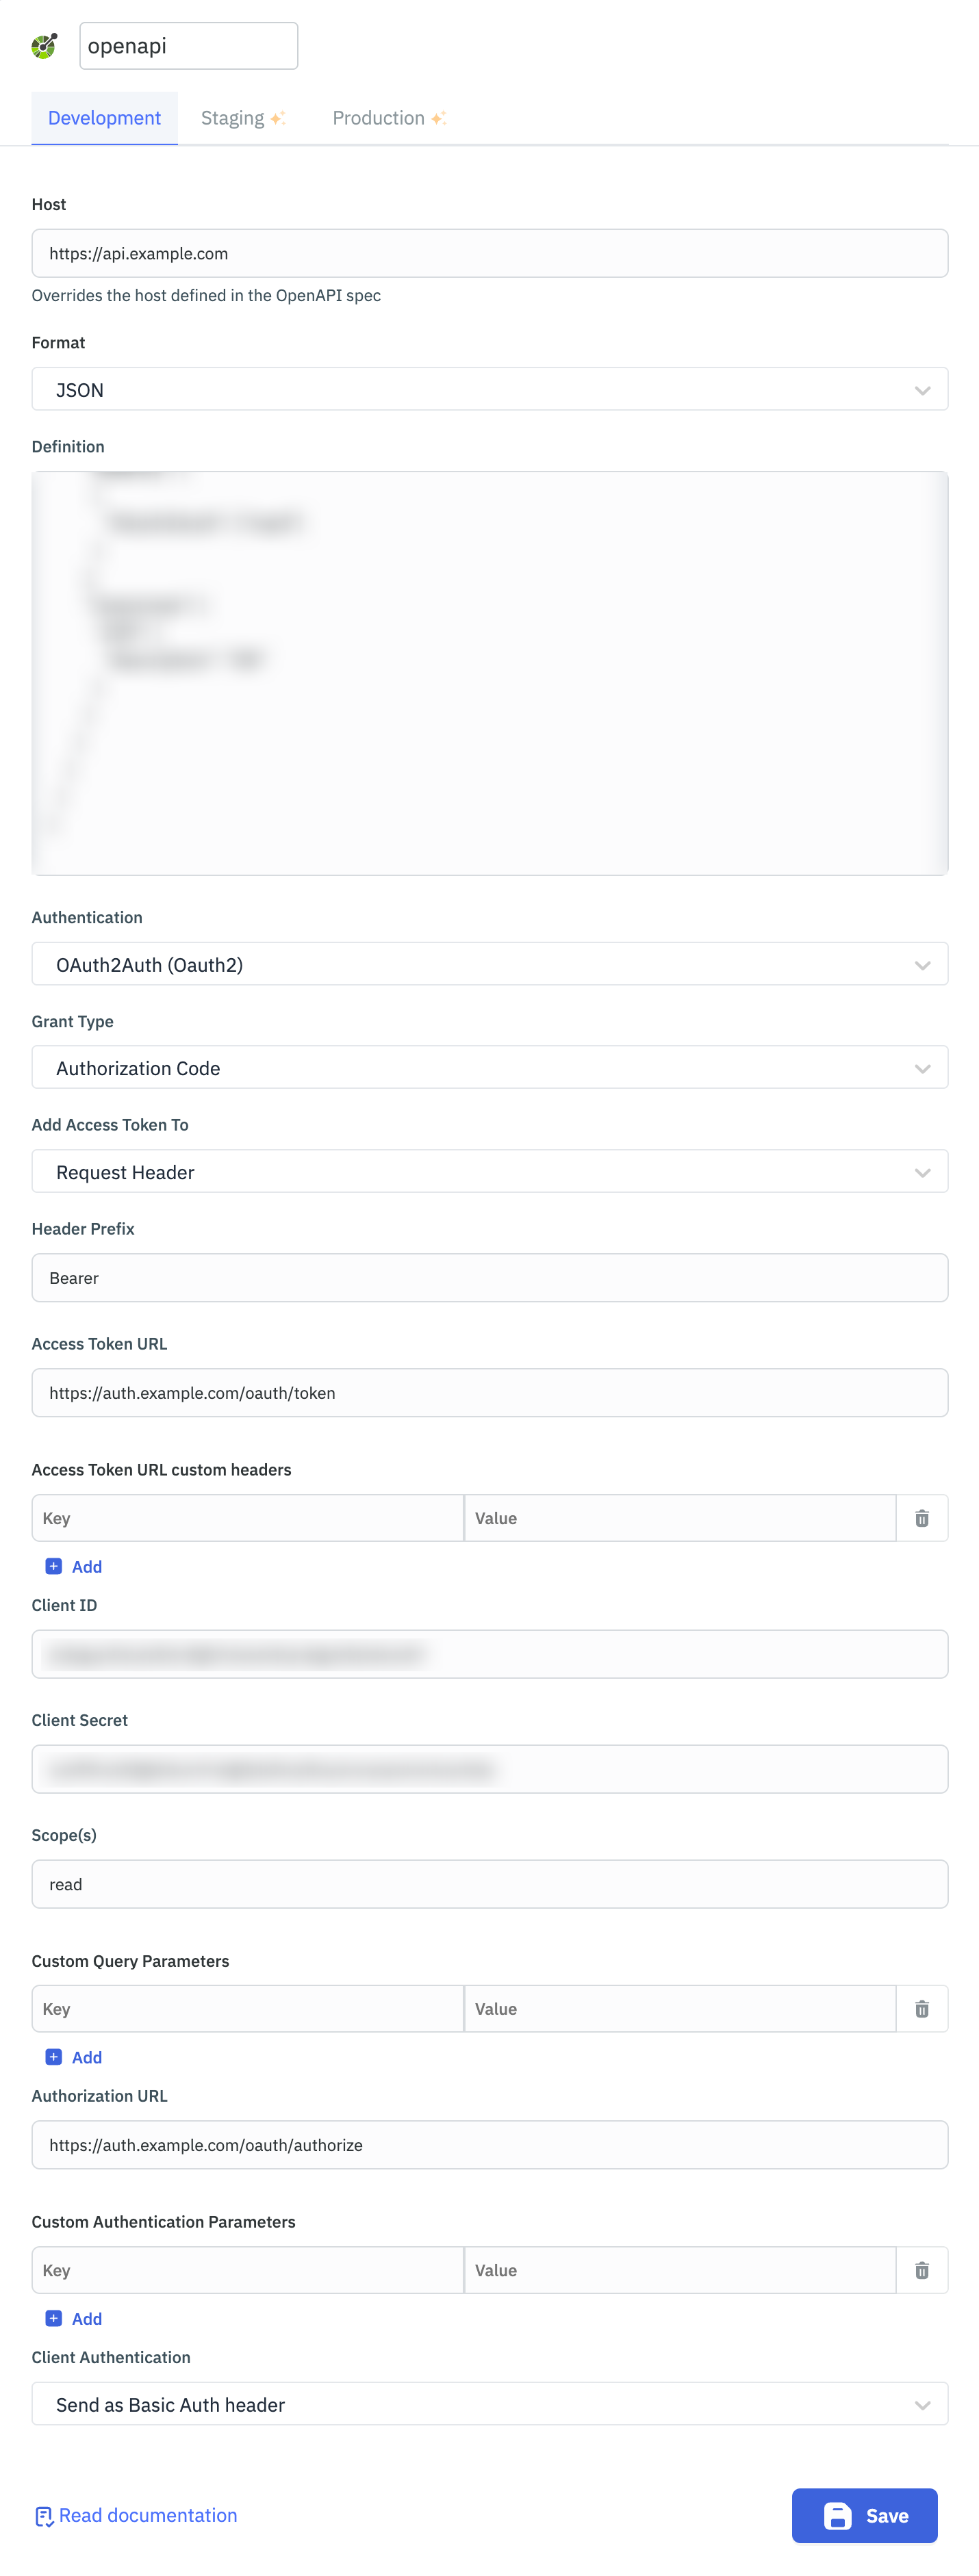 openapi
Development Staging Production
Host
https://api.example.com
Overrides the host defined in the OpenAPI spec
Format
JSON
Definition
Authentication
OAuth2Auth (Oauth2)
Grant Type
Authorization Code
Add Access Token To
Request Header
Header Prefix
Bearer
Access Token URL
https://auth.example.com/oauth/token
Access Token URL custom headers
Key Value
Add
Client ID
Client Secret
Scope(s)
read
Custom Query Parameters
Key Value
Add
Authorization URL
https://auth.example.com/oauth/authorize
Custom Authentication Parameters
Key Value
Add
Client Authentication
Send as Basic Auth header
Read documentation Save